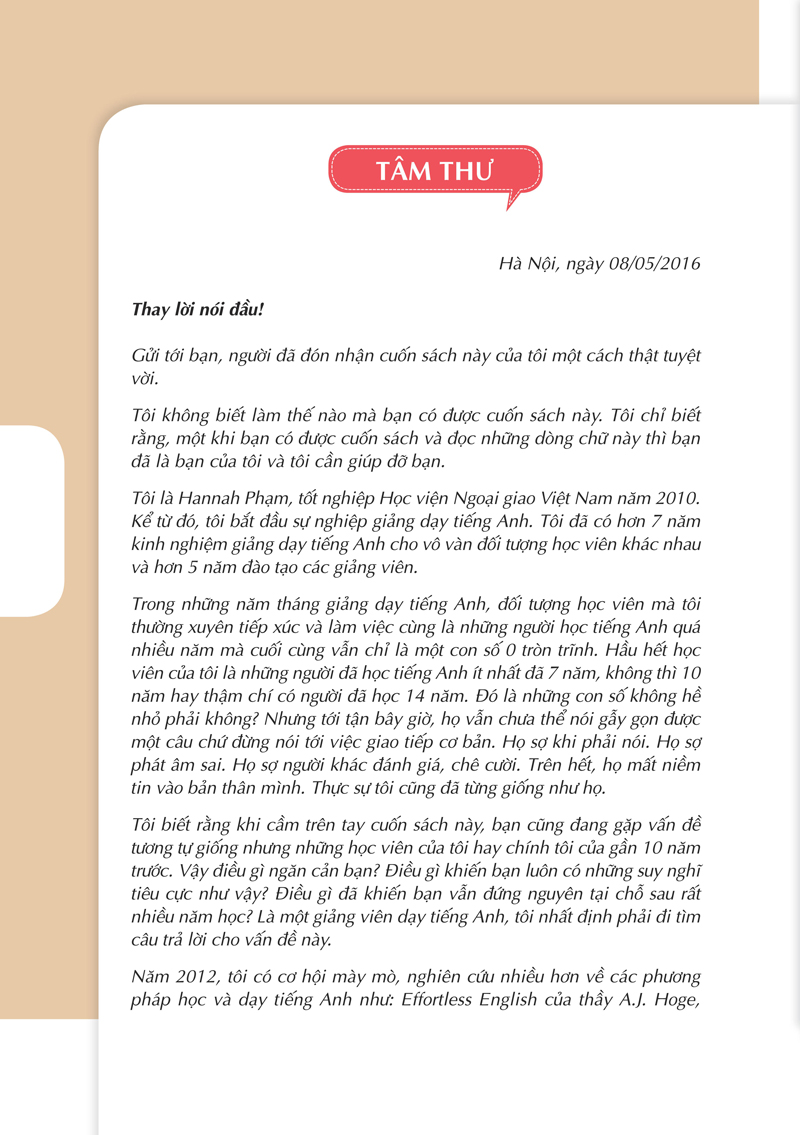 TÂM THƯ
Hà Nội, ngày 08/05/2016
Thay lời nói đầu!
Gửi tới bạn, người đã đón nhận cuốn sách này của tôi một cách thật tuyệt
vời.
Tôi không biết làm thế nào mà bạn có được cuốn sách này. Tôi chỉ biết
rằng, một khi bạn có được cuốn sách và đọc những dòng chữ này thì bạn
đã là bạn của tôi và tôi cần giúp đỡ bạn.
Tôi là Hannah Phạm, tốt nghiệp Học viện Ngoại giao Việt Nam năm 2010.
Kể từ đó, tôi bắt đầu sự nghiệp giảng dạy tiếng Anh. Tôi đã có hơn 7 năm
kinh nghiệm giảng dạy tiếng Anh cho vô vàn đối tượng học viên khác nhau
và hơn 5 năm đào tạo các giảng viên.
Trong những năm tháng giảng dạy tiếng Anh, đối tượng học viên mà tôi
thường xuyên tiếp xúc và làm việc cùng là những người học tiếng Anh quá
nhiều năm mà cuối cùng vẫn chỉ là một con số 0 tròn trĩnh. Hầu hết học
viên của tôi là những người đã học tiếng Anh ít nhất đã 7 năm, không thì 10
năm hay thậm chí có người đã học 14 năm. Đó là những con số không hề
nhỏ phải không? Nhưng tới tận bây giờ, họ vẫn chưa thể nói gẫy gọn được
một câu chứ đừng nói tới việc giao tiếp cơ bản. Họ sợ khi phải nói. Họ sợ
phát âm sai. Họ sợ người khác đánh giá, chê cười. Trên hết, họ mất niềm
tin vào bản thân mình. Thực sự tôi cũng đã từng giống như họ.
Tôi biết rằng khi cầm trên tay cuốn sách này, bạn cũng đang gặp vấn đề
tương tự giống nhưng những học viên của tôi hay chính tôi của gần 10 năm
trước. Vậy điều gì ngăn cản bạn? Điều gì khiến bạn luôn có những suy nghĩ
tiêu cực như vậy? Điều gì đã khiến bạn vẫn đứng nguyên tại chỗ sau rất
nhiều năm học? Là một giảng viên dạy tiếng Anh, tôi nhất định phải đi tìm
câu trả lời cho vấn đề này.
Năm 2012, tôi có cơ hội mày mò, nghiên cứu nhiều hơn về các phương
pháp học và dạy tiếng Anh như: Effortless English của thầy A.J. Hoge,